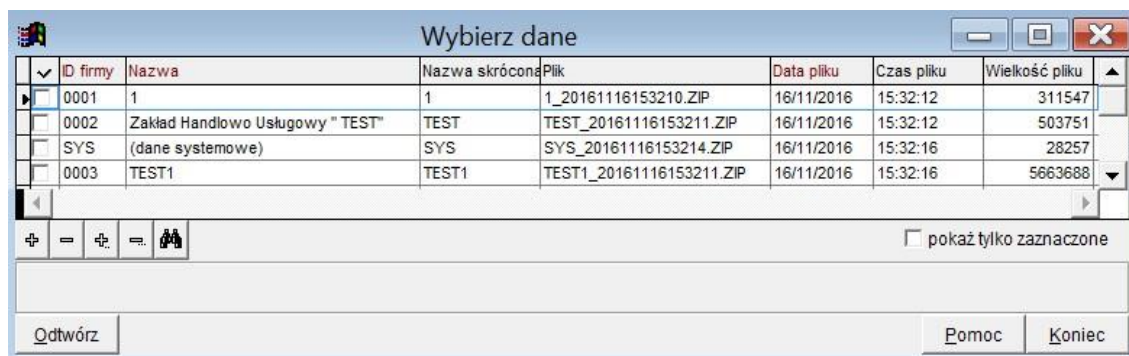 Wybierz dane
ID firmy Nazwa Nazwa skrócona Plik Data pliku Czas pliku Wielkość pliku
0001 1 1 1_20161116153210.ZIP 16/11/2016 15:32:12 311547
0002 Zakład Handlowo Usługowy " TEST" TEST TEST_20161116153211.ZIP 16/11/2016 15:32:12 503751
SYS (dane systemowe) SYS SYS_20161116153214.ZIP 16/11/2016 15:32:16 28257
0003 TEST1 TEST1 TEST1_20161116153211.ZIP 16/11/2016 15:32:16 5663688
pokaż tylko zaznaczone
Odtwórz Pomoc Koniec